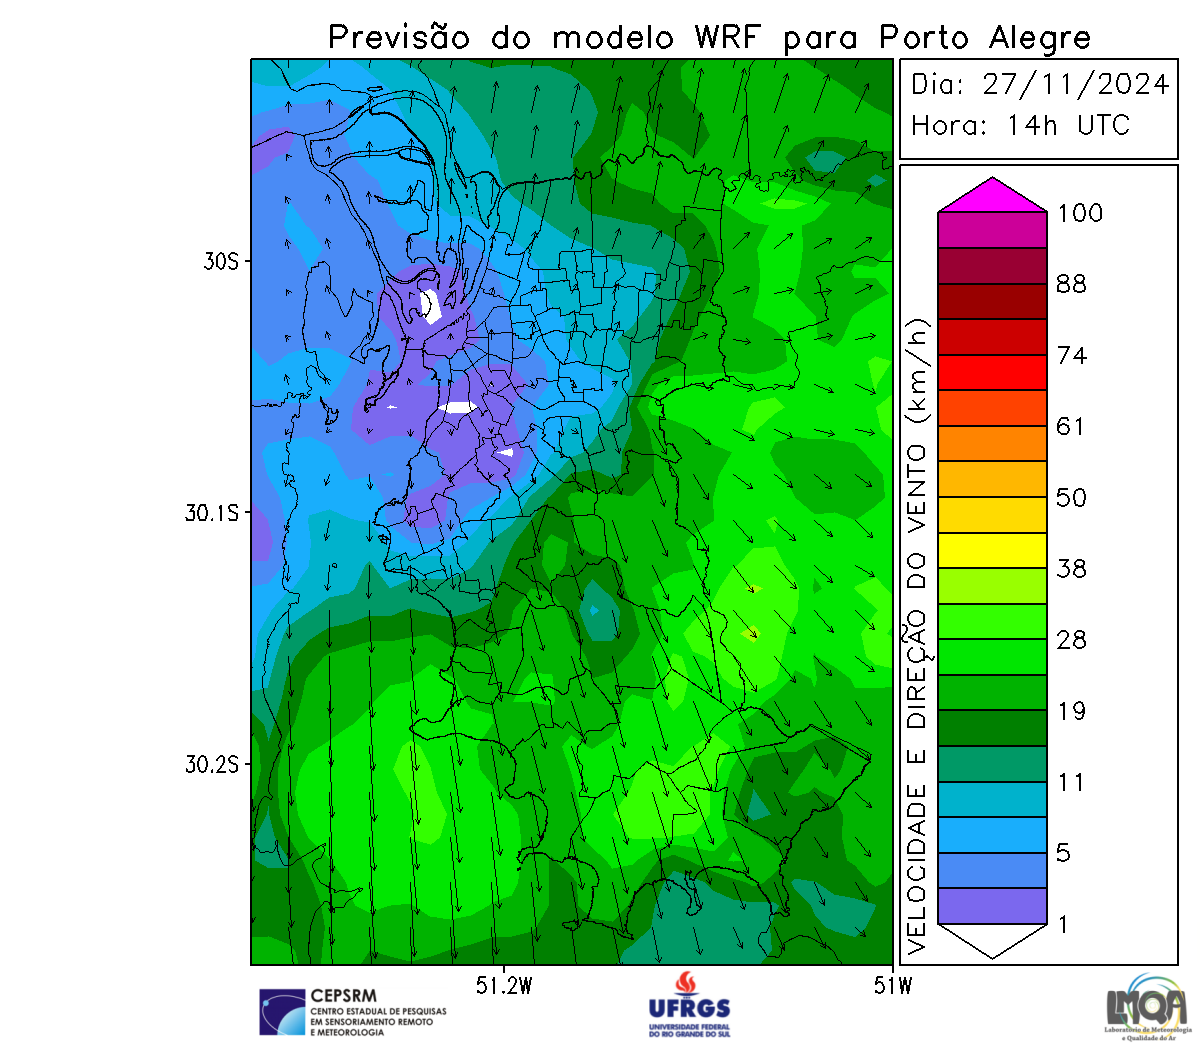 Previsão do modelo WRF para Porto Alegre
Dia: 27/11/2024
Hora: 14h UTC
30S
30.1S
30.2S
51.2W
51W
VELOCIDADE E DIREÇÃO DO VENTO (km/h)
100
88
74
61
50
38
28
19
11
5
1
CEPSRM
CENTRO ESTADUAL DE PESQUISAS
EM SENSORIAMENTO REMOTO
E METEOROLOGIA
UFRGS
UNIVERSIDADE FEDERAL
DO RIO GRANDE DO SUL
LMQA
Laboratório de Meteorologia
e Qualidade do Ar